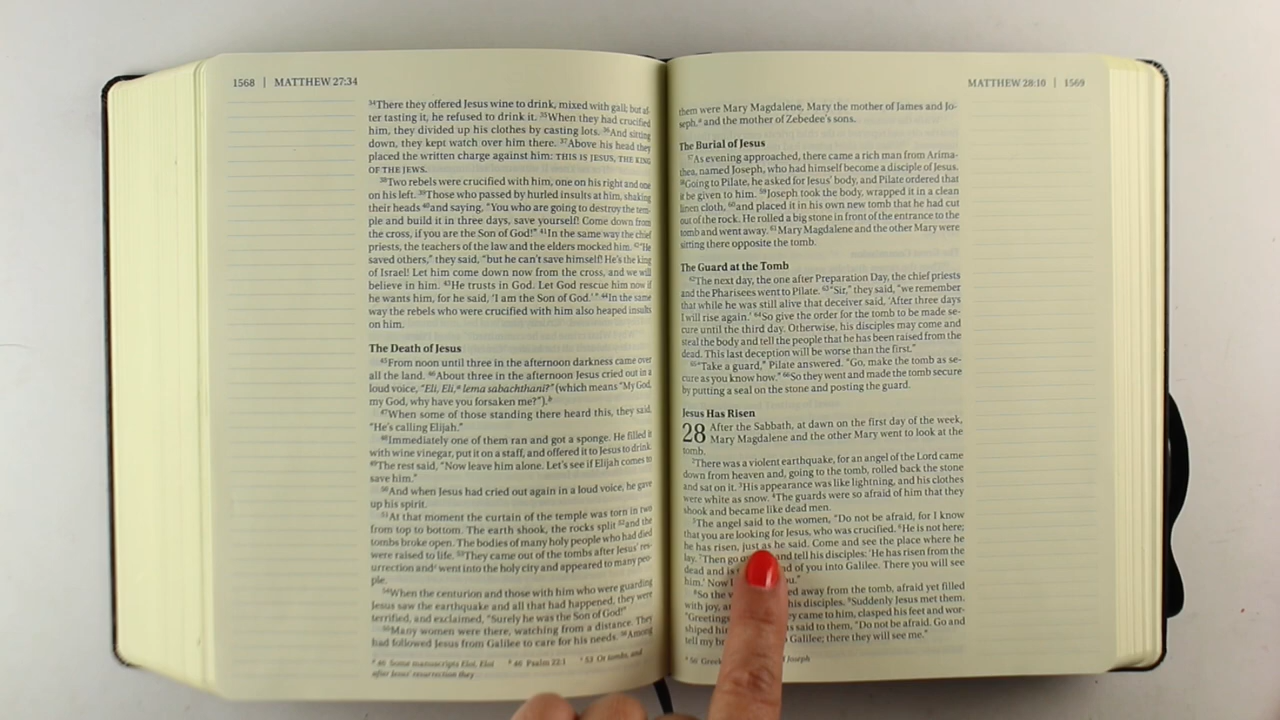 1568 | MATTHEW 27:34
34There they offered Jesus wine to drink, mixed with gall; but af-
ter tasting it, he refused to drink it. 35When they had crucified
him, they divided up his clothes by casting lots. 36And sitting
down, they kept watch over him there. 37Above his head they
placed the written charge against him: THIS IS JESUS, THE KING
OF THE JEWS.
38Two rebels were crucified with him, one on his right and one
on his left. 39Those who passed by hurled insults at him, shaking
their heads 40and saying, "You who are going to destroy the tem-
ple and build it in three days, save yourself! Come down from
the cross, if you are the Son of God!" 41In the same way the chief
priests, the teachers of the law and the elders mocked him. 42"He
saved others," they said, "but he can't save himself! He's the king
of Israel! Let him come down now from the cross, and we will
believe in him. 43He trusts in God. Let God rescue him now if
he wants him, for he said, 'I am the Son of God.'" 44In the same
way the rebels who were crucified with him also heaped insults
on him.
The Death of Jesus
45From noon until three in the afternoon darkness came over
all the land. 46About three in the afternoon Jesus cried out in a
loud voice, "Eli, Eli,a lema sabachthani?" (which means "My God,
my God, why have you forsaken me?").b
47When some of those standing there heard this, they said,
"He's calling Elijah."
48Immediately one of them ran and got a sponge. He filled it
with wine vinegar, put it on a staff, and offered it to Jesus to drink.
49The rest said, "Now leave him alone. Let's see if Elijah comes to
save him."
50And when Jesus had cried out again in a loud voice, he gave
up his spirit.
51At that moment the curtain of the temple was torn in two
from top to bottom. The earth shook, the rocks split 52and the
tombs broke open. The bodies of many holy people who had died
were raised to life. 53They came out of the tombs after Jesus' res-
urrection and went into the holy city and appeared to many peo-
ple.
54When the centurion and those with him who were guarding
Jesus saw the earthquake and all that had happened, they were
terrified, and exclaimed, "Surely he was the Son of God!"
55Many women were there, watching from a distance. They
had followed Jesus from Galilee to care for his needs. 56Among
a 46 Some manuscripts Eloi, Eloi b 46 Psalm 22:1 c 53 Or tombs, and
after Jesus' resurrection they
MATTHEW 28:10 | 1569
them were Mary Magdalene, Mary the mother of James and Jo-
seph,a and the mother of Zebedee's sons.
The Burial of Jesus
57As evening approached, there came a rich man from Arima-
thea, named Joseph, who had himself become a disciple of Jesus.
58Going to Pilate, he asked for Jesus' body, and Pilate ordered that
it be given to him. 59Joseph took the body, wrapped it in a clean
linen cloth, 60and placed it in his own new tomb that he had cut
out of the rock. He rolled a big stone in front of the entrance to the
tomb and went away. 61Mary Magdalene and the other Mary were
sitting there opposite the tomb.
The Guard at the Tomb
62The next day, the one after Preparation Day, the chief priests
and the Pharisees went to Pilate. 63"Sir," they said, "we remember
that while he was still alive that deceiver said, 'After three days
I will rise again.' 64So give the order for the tomb to be made se-
cure until the third day. Otherwise, his disciples may come and
steal the body and tell the people that he has been raised from the
dead. This last deception will be worse than the first."
65"Take a guard," Pilate answered. "Go, make the tomb as se-
cure as you know how." 66So they went and made the tomb secure
by putting a seal on the stone and posting the guard.
Jesus Has Risen
28 After the Sabbath, at dawn on the first day of the week,
Mary Magdalene and the other Mary went to look at the
tomb.
2There was a violent earthquake, for an angel of the Lord came
down from heaven and, going to the tomb, rolled back the stone
and sat on it. 3His appearance was like lightning, and his clothes
were white as snow. 4The guards were so afraid of him that they
shook and became like dead men.
5The angel said to the women, "Do not be afraid, for I know
that you are looking for Jesus, who was crucified. 6He is not here;
he has risen, just as he said. Come and see the place where he
lay. 7Then go and tell his disciples: 'He has risen from the
dead and is of you into Galilee. There you will see
him.' Now
8So the away from the tomb, afraid yet filled
with joy, his disciples. 9Suddenly Jesus met them.
"Greetings came to him, clasped his feet and wor-
shiped him said to them, "Do not be afraid. Go and
tell my Galilee; there they will see me."
a 56 Joseph